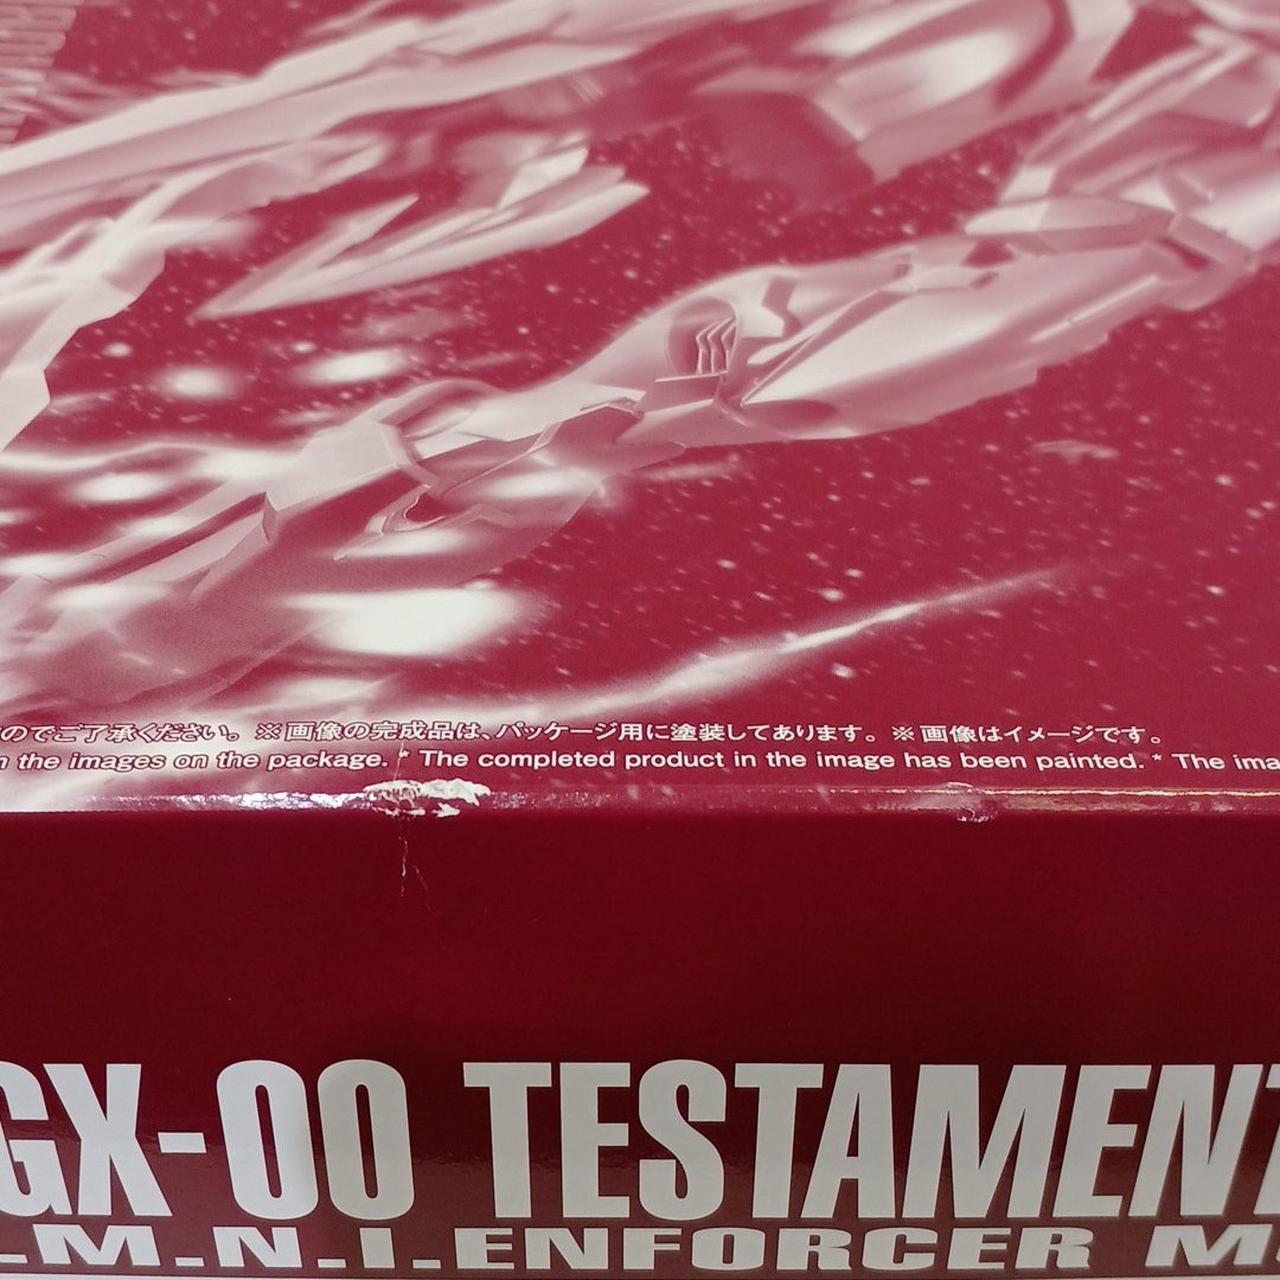 のでご了承ください。※画像の完成品は、パッケージ用に塗装してあります。※画像はイメージです。
the images on the package. * The completed product in the image has been painted. * The ima
GX-00 TESTAMENT
.M.N.I.ENFORCER M